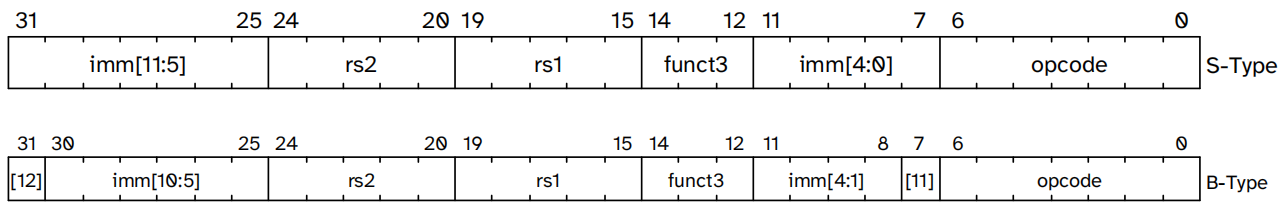 31 25 24 20 19 15 14 12 11 7 6 0
imm[11:5] rs2 rs1 funct3 imm[4:0] opcode S-Type
31 30 25 24 20 19 15 14 12 11 8 7 6 0
[12] imm[10:5] rs2 rs1 funct3 imm[4:1] [11] opcode B-Type